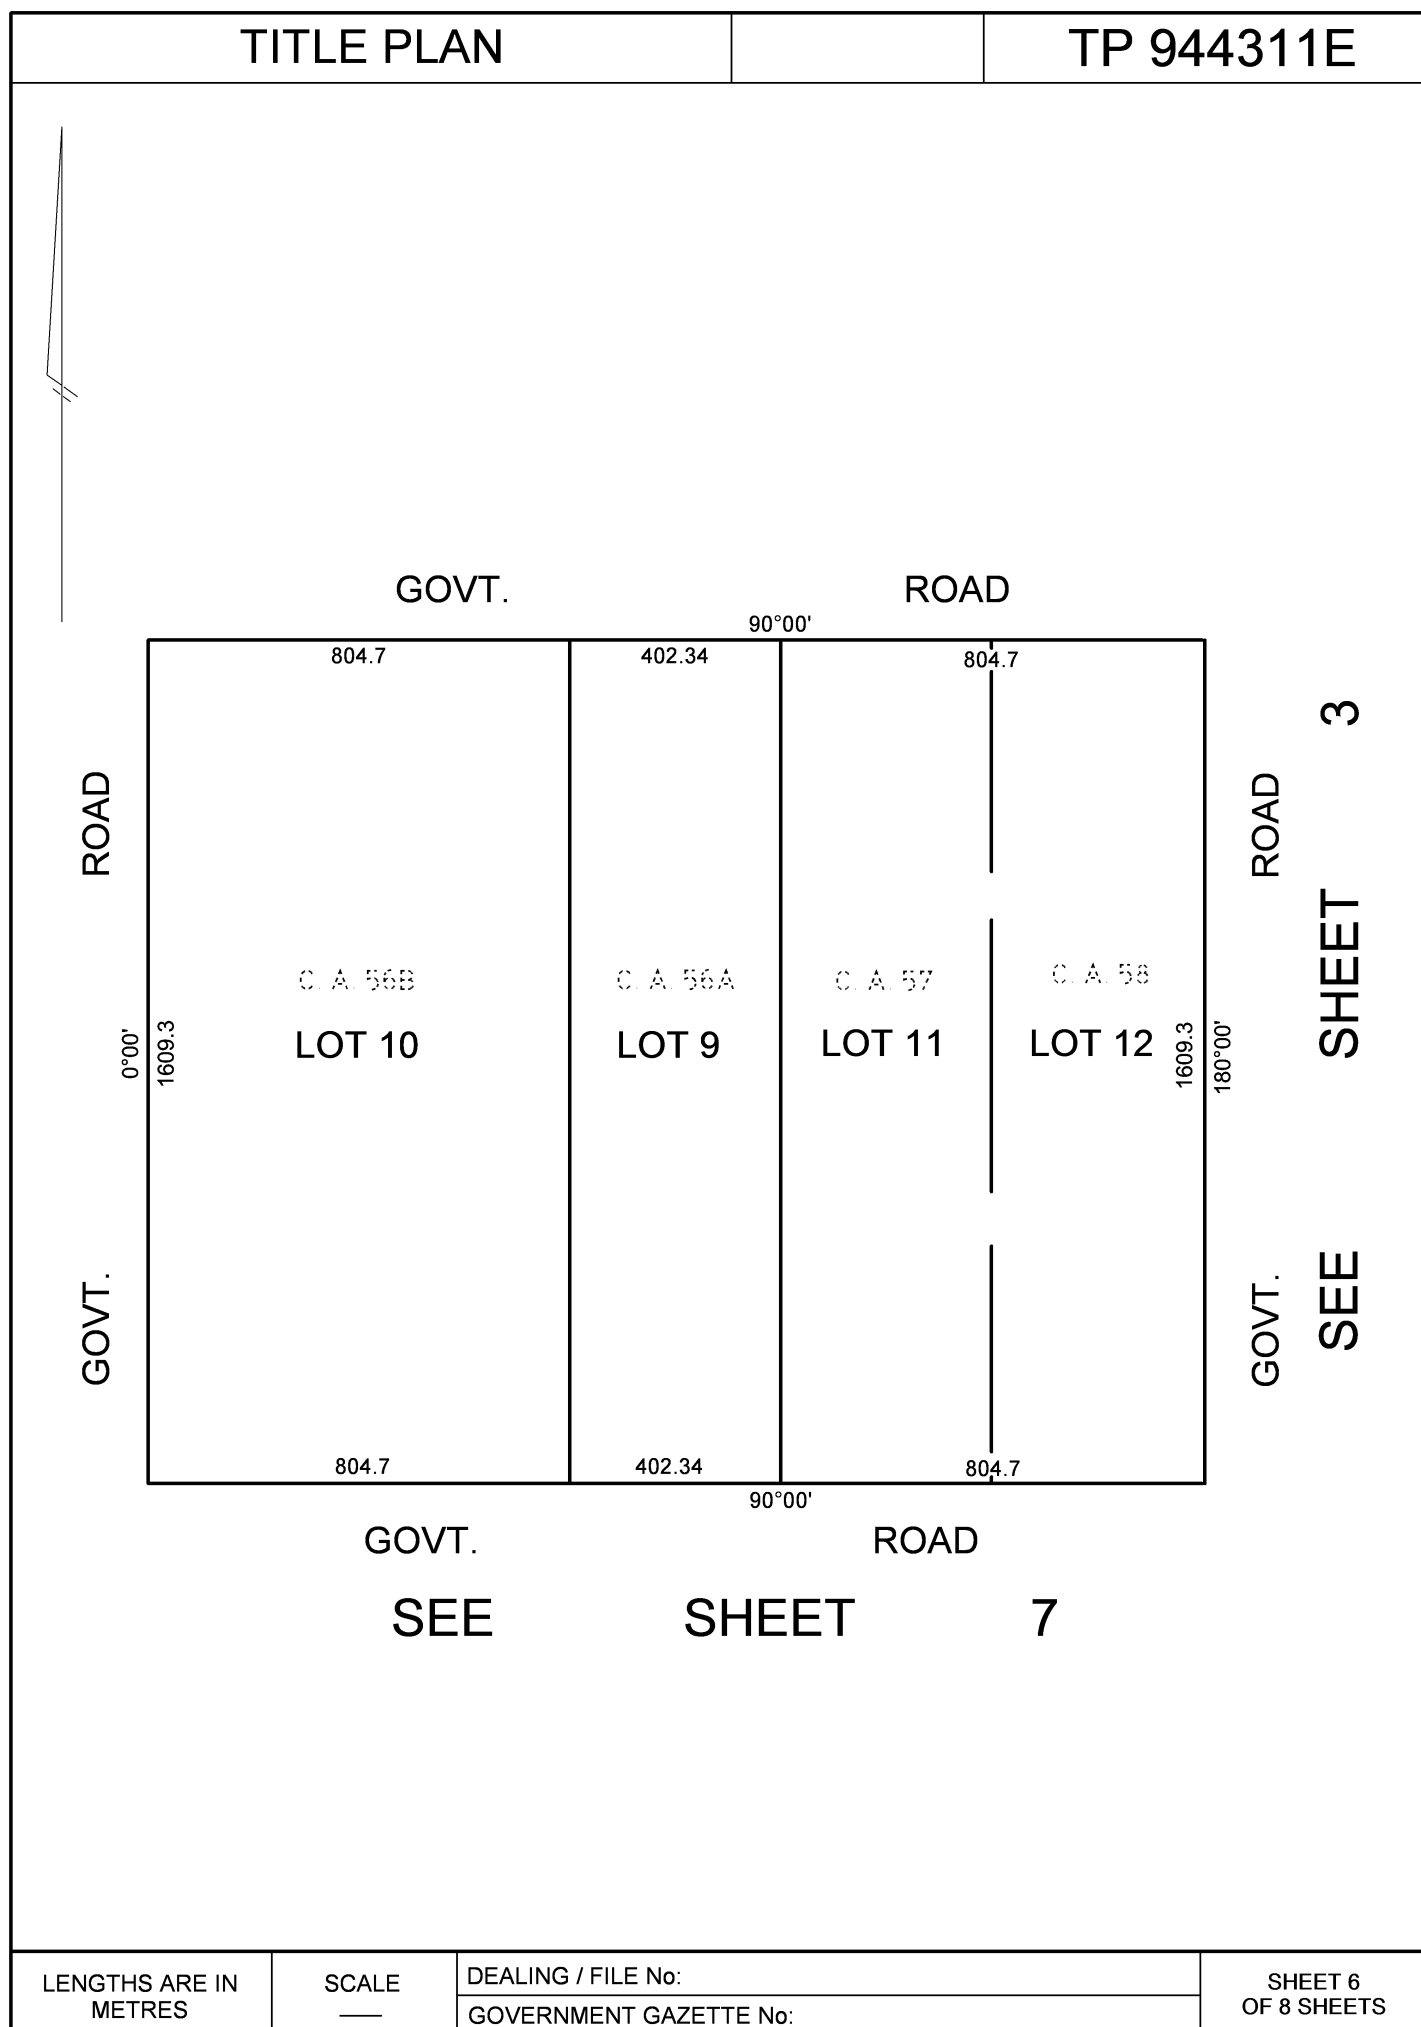 TITLE PLAN
TP 944311E
GOVT. ROAD
90°00'
804.7
402.34
804.7
GOVT. ROAD
0°00'
1609.3
C. A. 56B
LOT 10
C. A. 56A
LOT 9
C. A. 57
LOT 11
C. A. 58
LOT 12
1609.3
180°00'
GOVT. ROAD
SEE SHEET 3
804.7
402.34
804.7
90°00'
GOVT. ROAD
SEE SHEET 7
LENGTHS ARE IN
METRES
SCALE
DEALING / FILE No:
GOVERNMENT GAZETTE No:
SHEET 6
OF 8 SHEETS